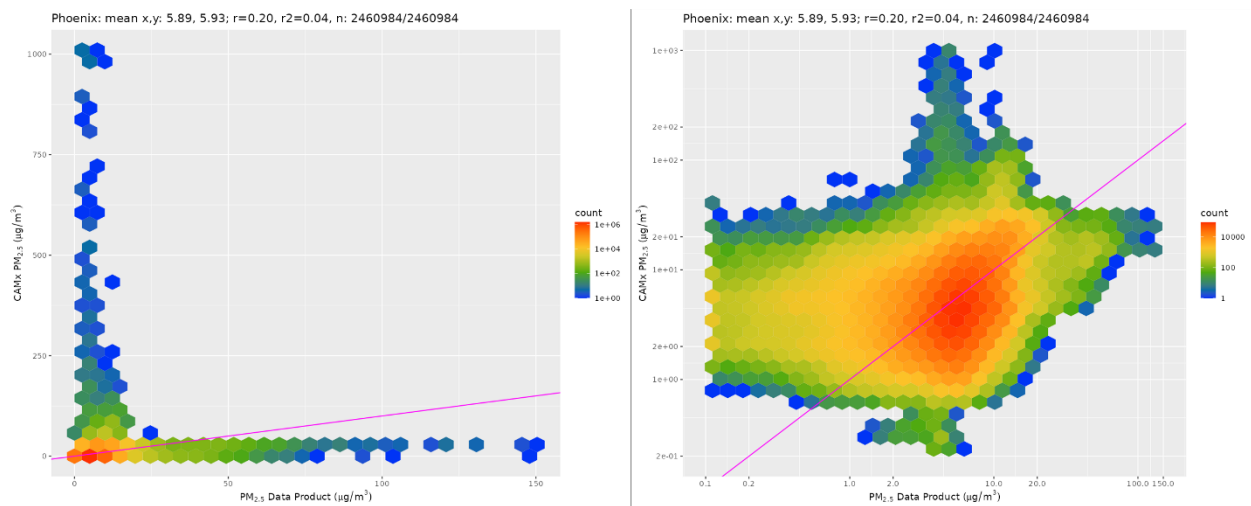 Phoenix: mean x,y: 5.89, 5.93; r=0.20, r2=0.04, n: 2460984/2460984
1000
750
500
250
0
CAMx PM2.5 (µg/m3)
0
50
100
150
PM2.5 Data Product (µg/m3)
count
1e+06
1e+04
1e+02
1e+00
Phoenix: mean x,y: 5.89, 5.93; r=0.20, r2=0.04, n: 2460984/2460984
1e+03
2e+02
1e+02
2e+01
1e+01
2e+00
1e+00
2e-01
CAMx PM2.5 (µg/m3)
0.1
0.2
1.0
2.0
10.0
20.0
100.0
150.0
PM2.5 Data Product (µg/m3)
count
10000
100
1